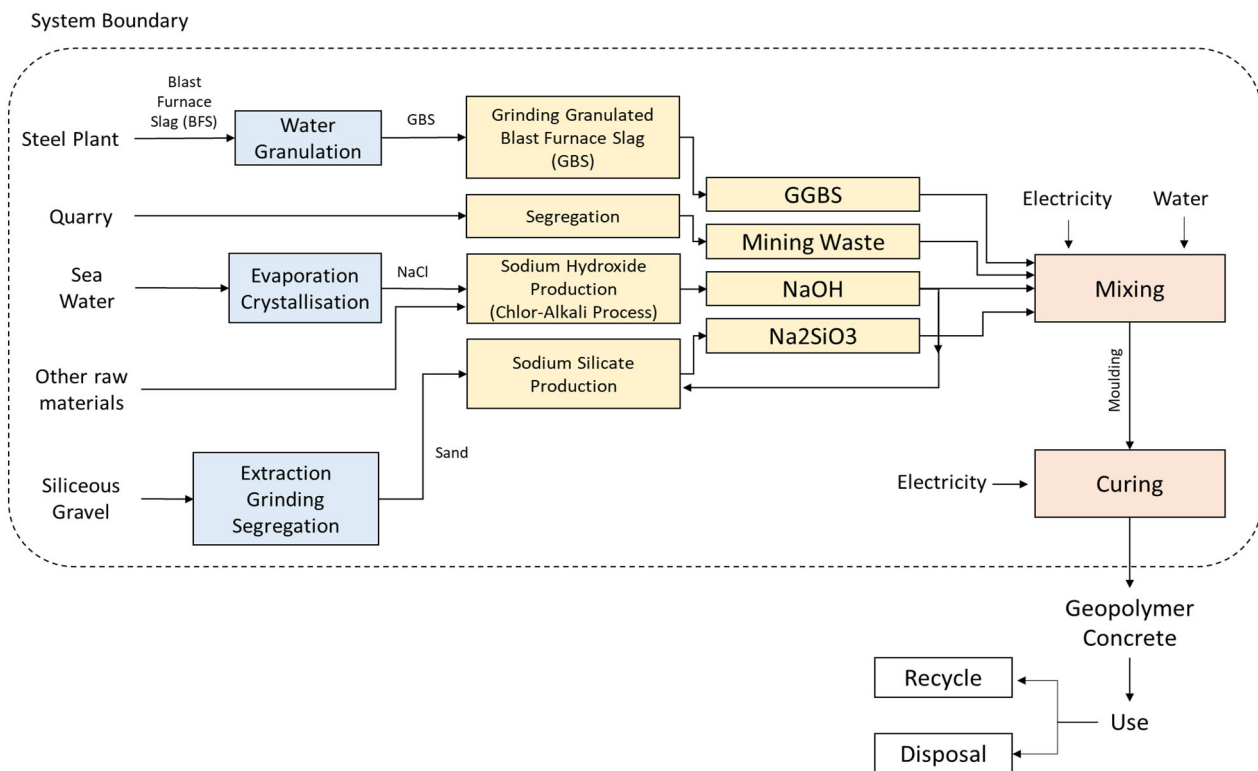 System Boundary
Blast
Furnace
Slag (BFS)
Steel Plant
Water
Granulation
GBS
Grinding Granulated
Blast Furnace Slag
(GBS)
GGBS
Quarry
Segregation
Mining Waste
Electricity
Water
Sea
Water
Evaporation
Crystallisation
NaCl
Sodium Hydroxide
Production
(Chlor-Alkali Process)
NaOH
Mixing
Na2SiO3
Other raw
materials
Sodium Silicate
Production
Moulding
Sand
Siliceous
Gravel
Extraction
Grinding
Segregation
Electricity
Curing
Geopolymer
Concrete
Recycle
Use
Disposal